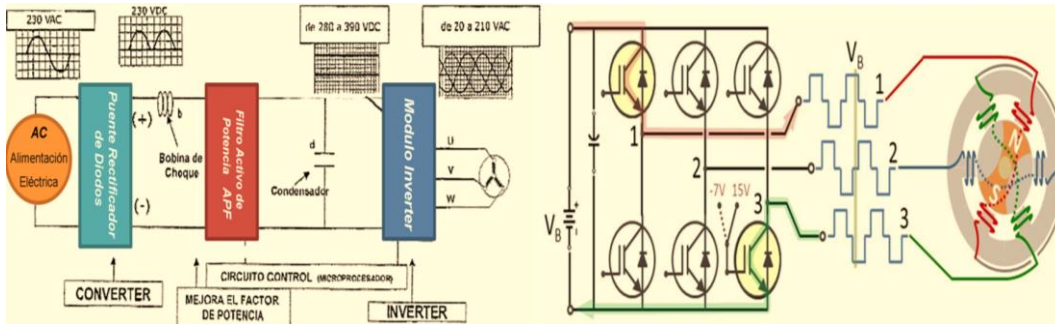 230 VAC
230 VDC
de 280 a 390 VDC
de 20 a 210 VAC
AC
Alimentación
Eléctrica
Puente Rectificador
de Diodos
(+)
(-)
b
Bobina de
Choque
Filtro Activo de
Potencia APF
d
Condensador
Modulo Inverter
U
V
W
CIRCUITO CONTROL (MICROPROCESADOR)
CONVERTER
MEJORA EL FACTOR
DE POTENCIA
INVERTER
V_B
1
2
3
-7V 15V
V_B
1
2
3
N
S